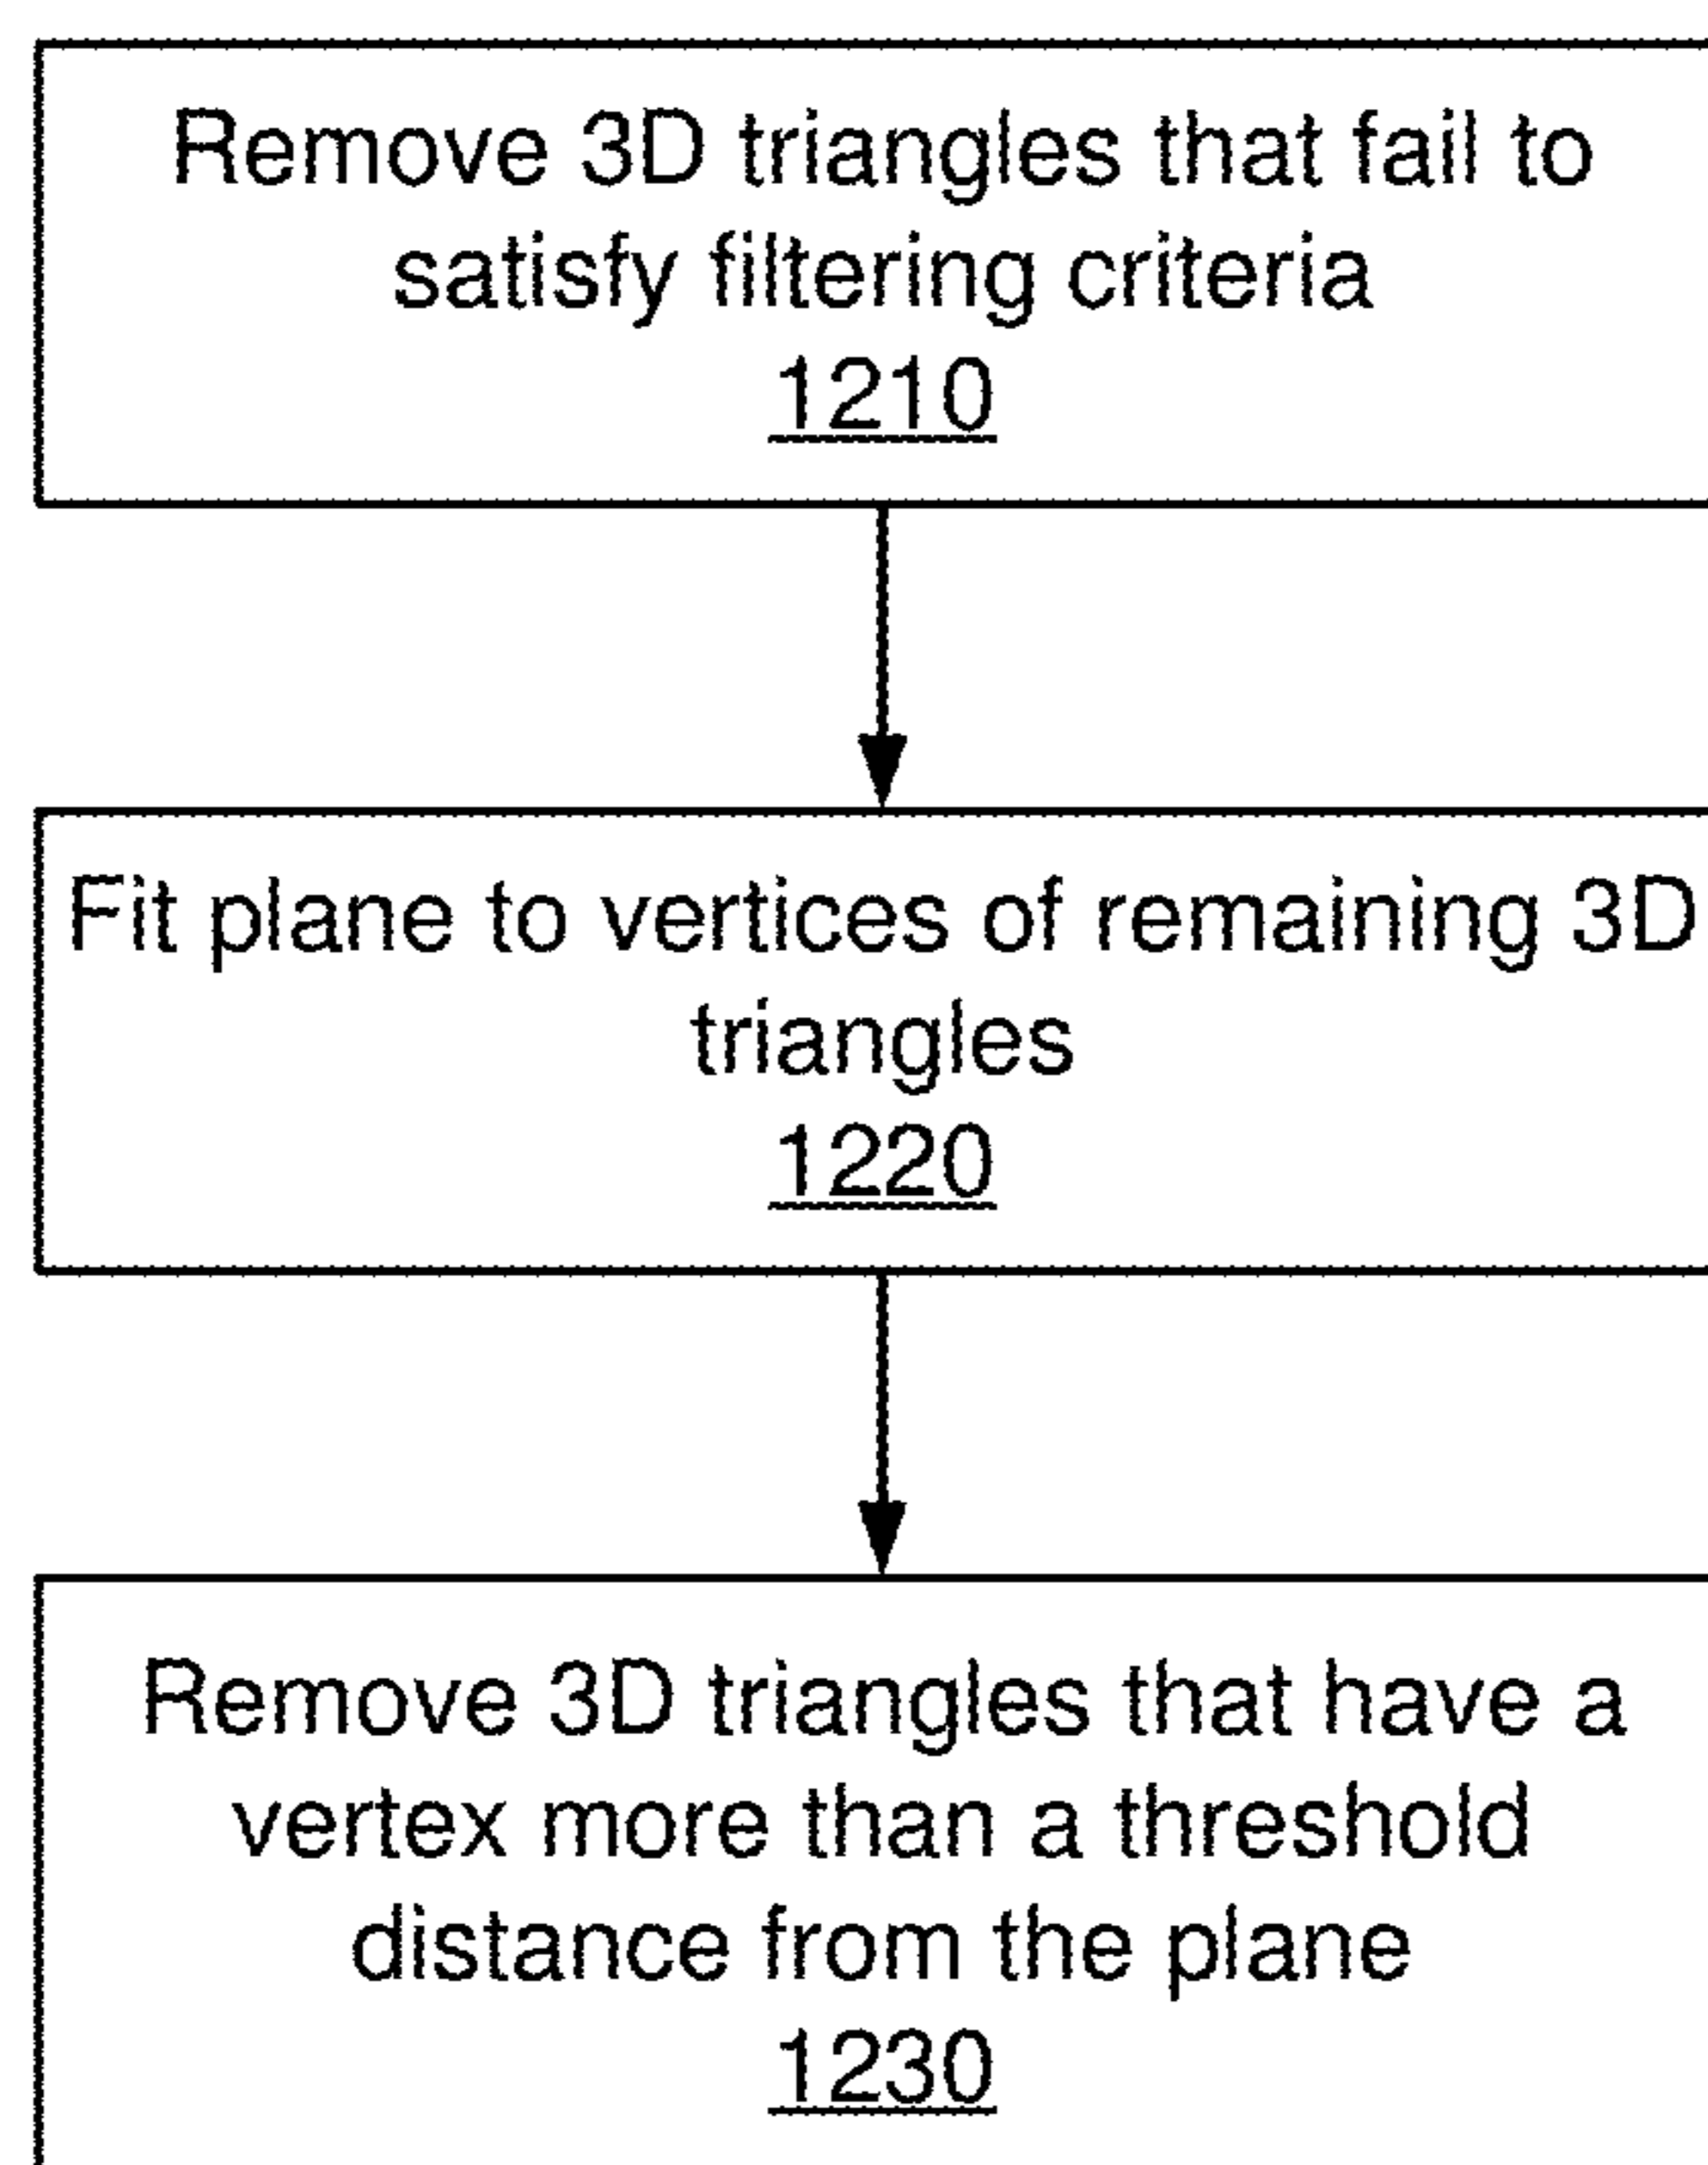 Remove 3D triangles that fail to
satisfy filtering criteria
1210
Fit plane to vertices of remaining 3D
triangles
1220
Remove 3D triangles that have a
vertex more than a threshold
distance from the plane
1230